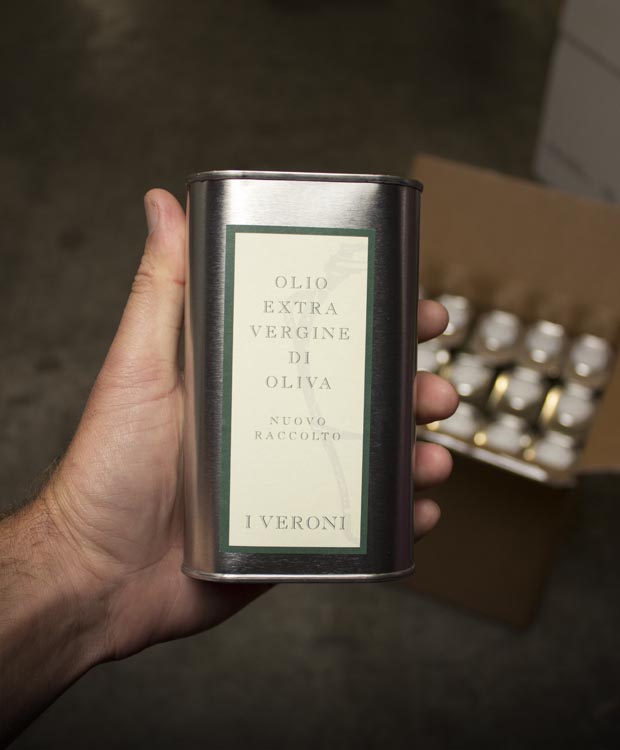 OLIO
EXTRA
VERGINE
DI
OLIVA
NUOVO
RACCOLTO
I VERONI